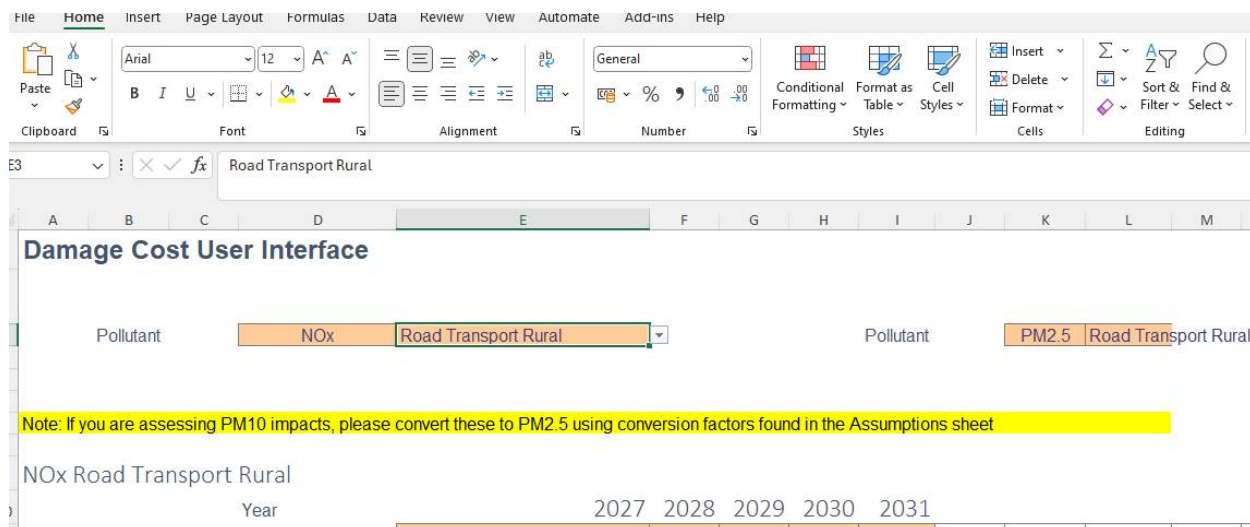 File Home Insert Page Layout Formulas Data Review View Automate Add-ins Help
Arial 12 A^ A˅ ab General Insert
Paste B I U A % 9 .00 .00 Conditional Format as Cell Delete Sort & Find &
Formatting Table Styles Format Filter Select
Clipboard Font Alignment Number Styles Cells Editing
E3 fx Road Transport Rural
A B C D E F G H I J K L M
Damage Cost User Interface
Pollutant NOx Road Transport Rural Pollutant PM2.5 Road Transport Rural
Note: If you are assessing PM10 impacts, please convert these to PM2.5 using conversion factors found in the Assumptions sheet
NOx Road Transport Rural
Year 2027 2028 2029 2030 2031